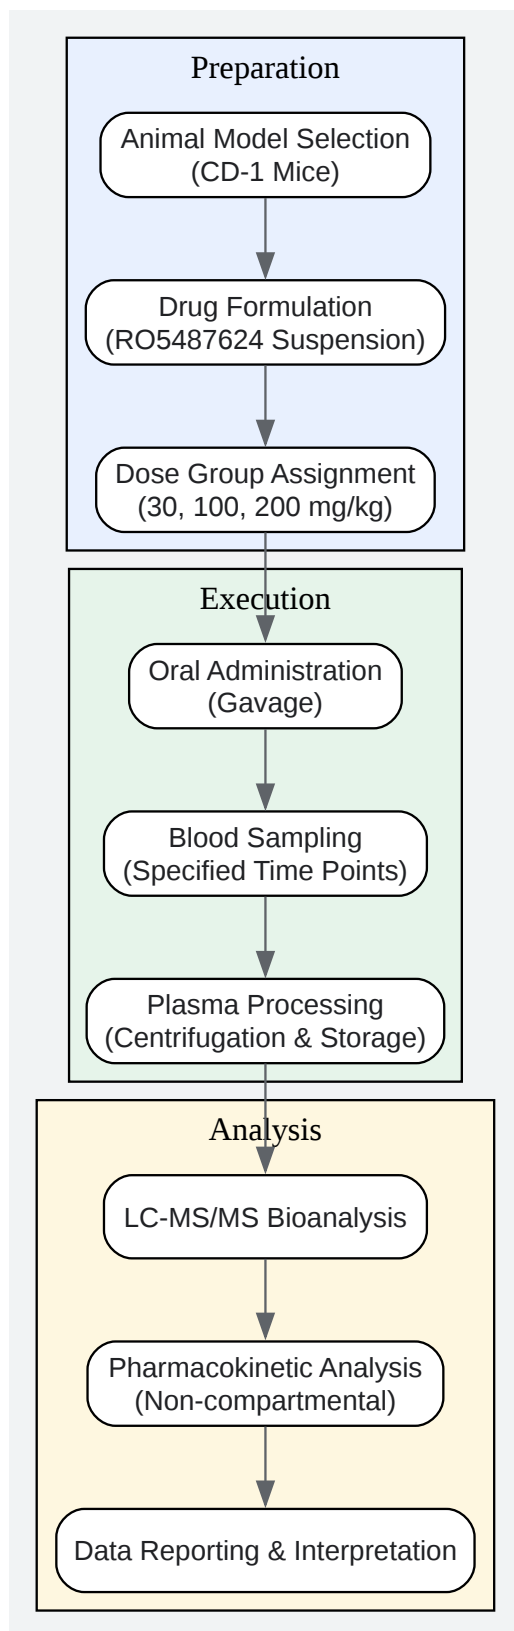 Preparation
Animal Model Selection
(CD-1 Mice)
Drug Formulation
(RO5487624 Suspension)
Dose Group Assignment
(30, 100, 200 mg/kg)
Execution
Oral Administration
(Gavage)
Blood Sampling
(Specified Time Points)
Plasma Processing
(Centrifugation & Storage)
Analysis
LC-MS/MS Bioanalysis
Pharmacokinetic Analysis
(Non-compartmental)
Data Reporting & Interpretation